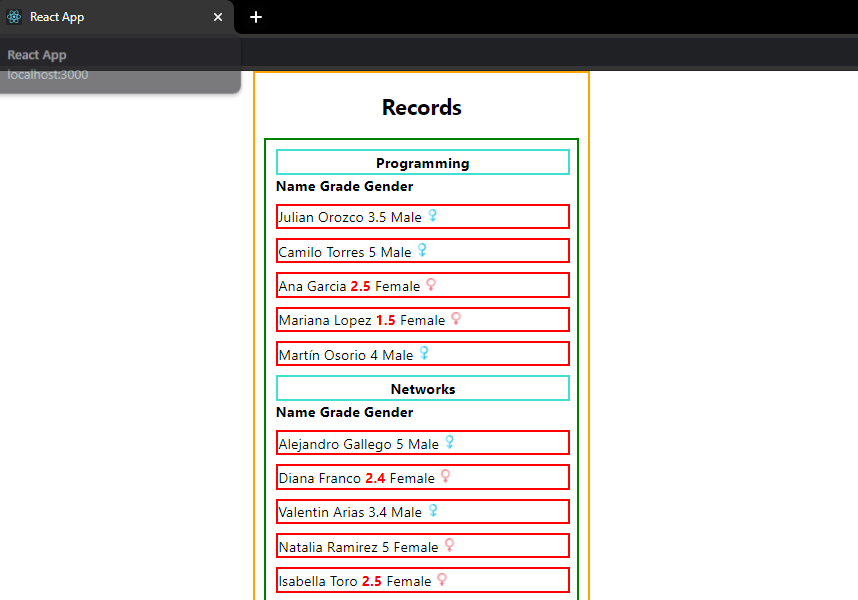 React App
React App
localhost:3000
Records
Programming
Name Grade Gender
Julian Orozco 3.5 Male
Camilo Torres 5 Male
Ana Garcia 2.5 Female
Mariana Lopez 1.5 Female
Martín Osorio 4 Male
Networks
Name Grade Gender
Alejandro Gallego 5 Male
Diana Franco 2.4 Female
Valentin Arias 3.4 Male
Natalia Ramirez 5 Female
Isabella Toro 2.5 Female